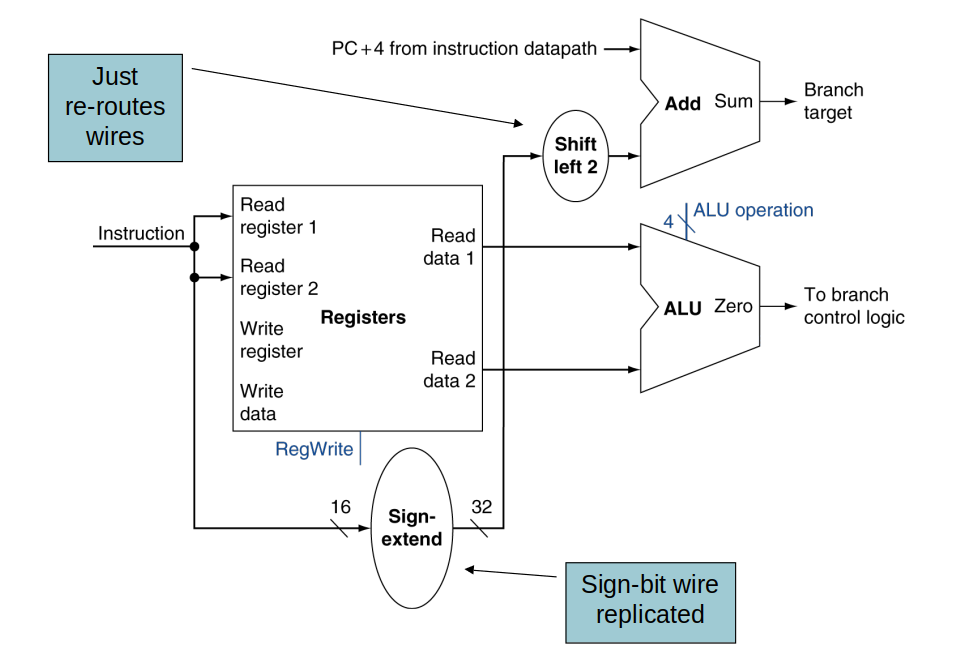 PC+4 from instruction datapath
Just
re-routes
wires
Add Sum
Branch
target
Shift
left 2
4
ALU operation
Read
register 1
Instruction
Read
data 1
Read
register 2
Registers
ALU Zero
To branch
control logic
Write
register
Read
data 2
Write
data
RegWrite
16
32
Sign-
extend
Sign-bit wire
replicated